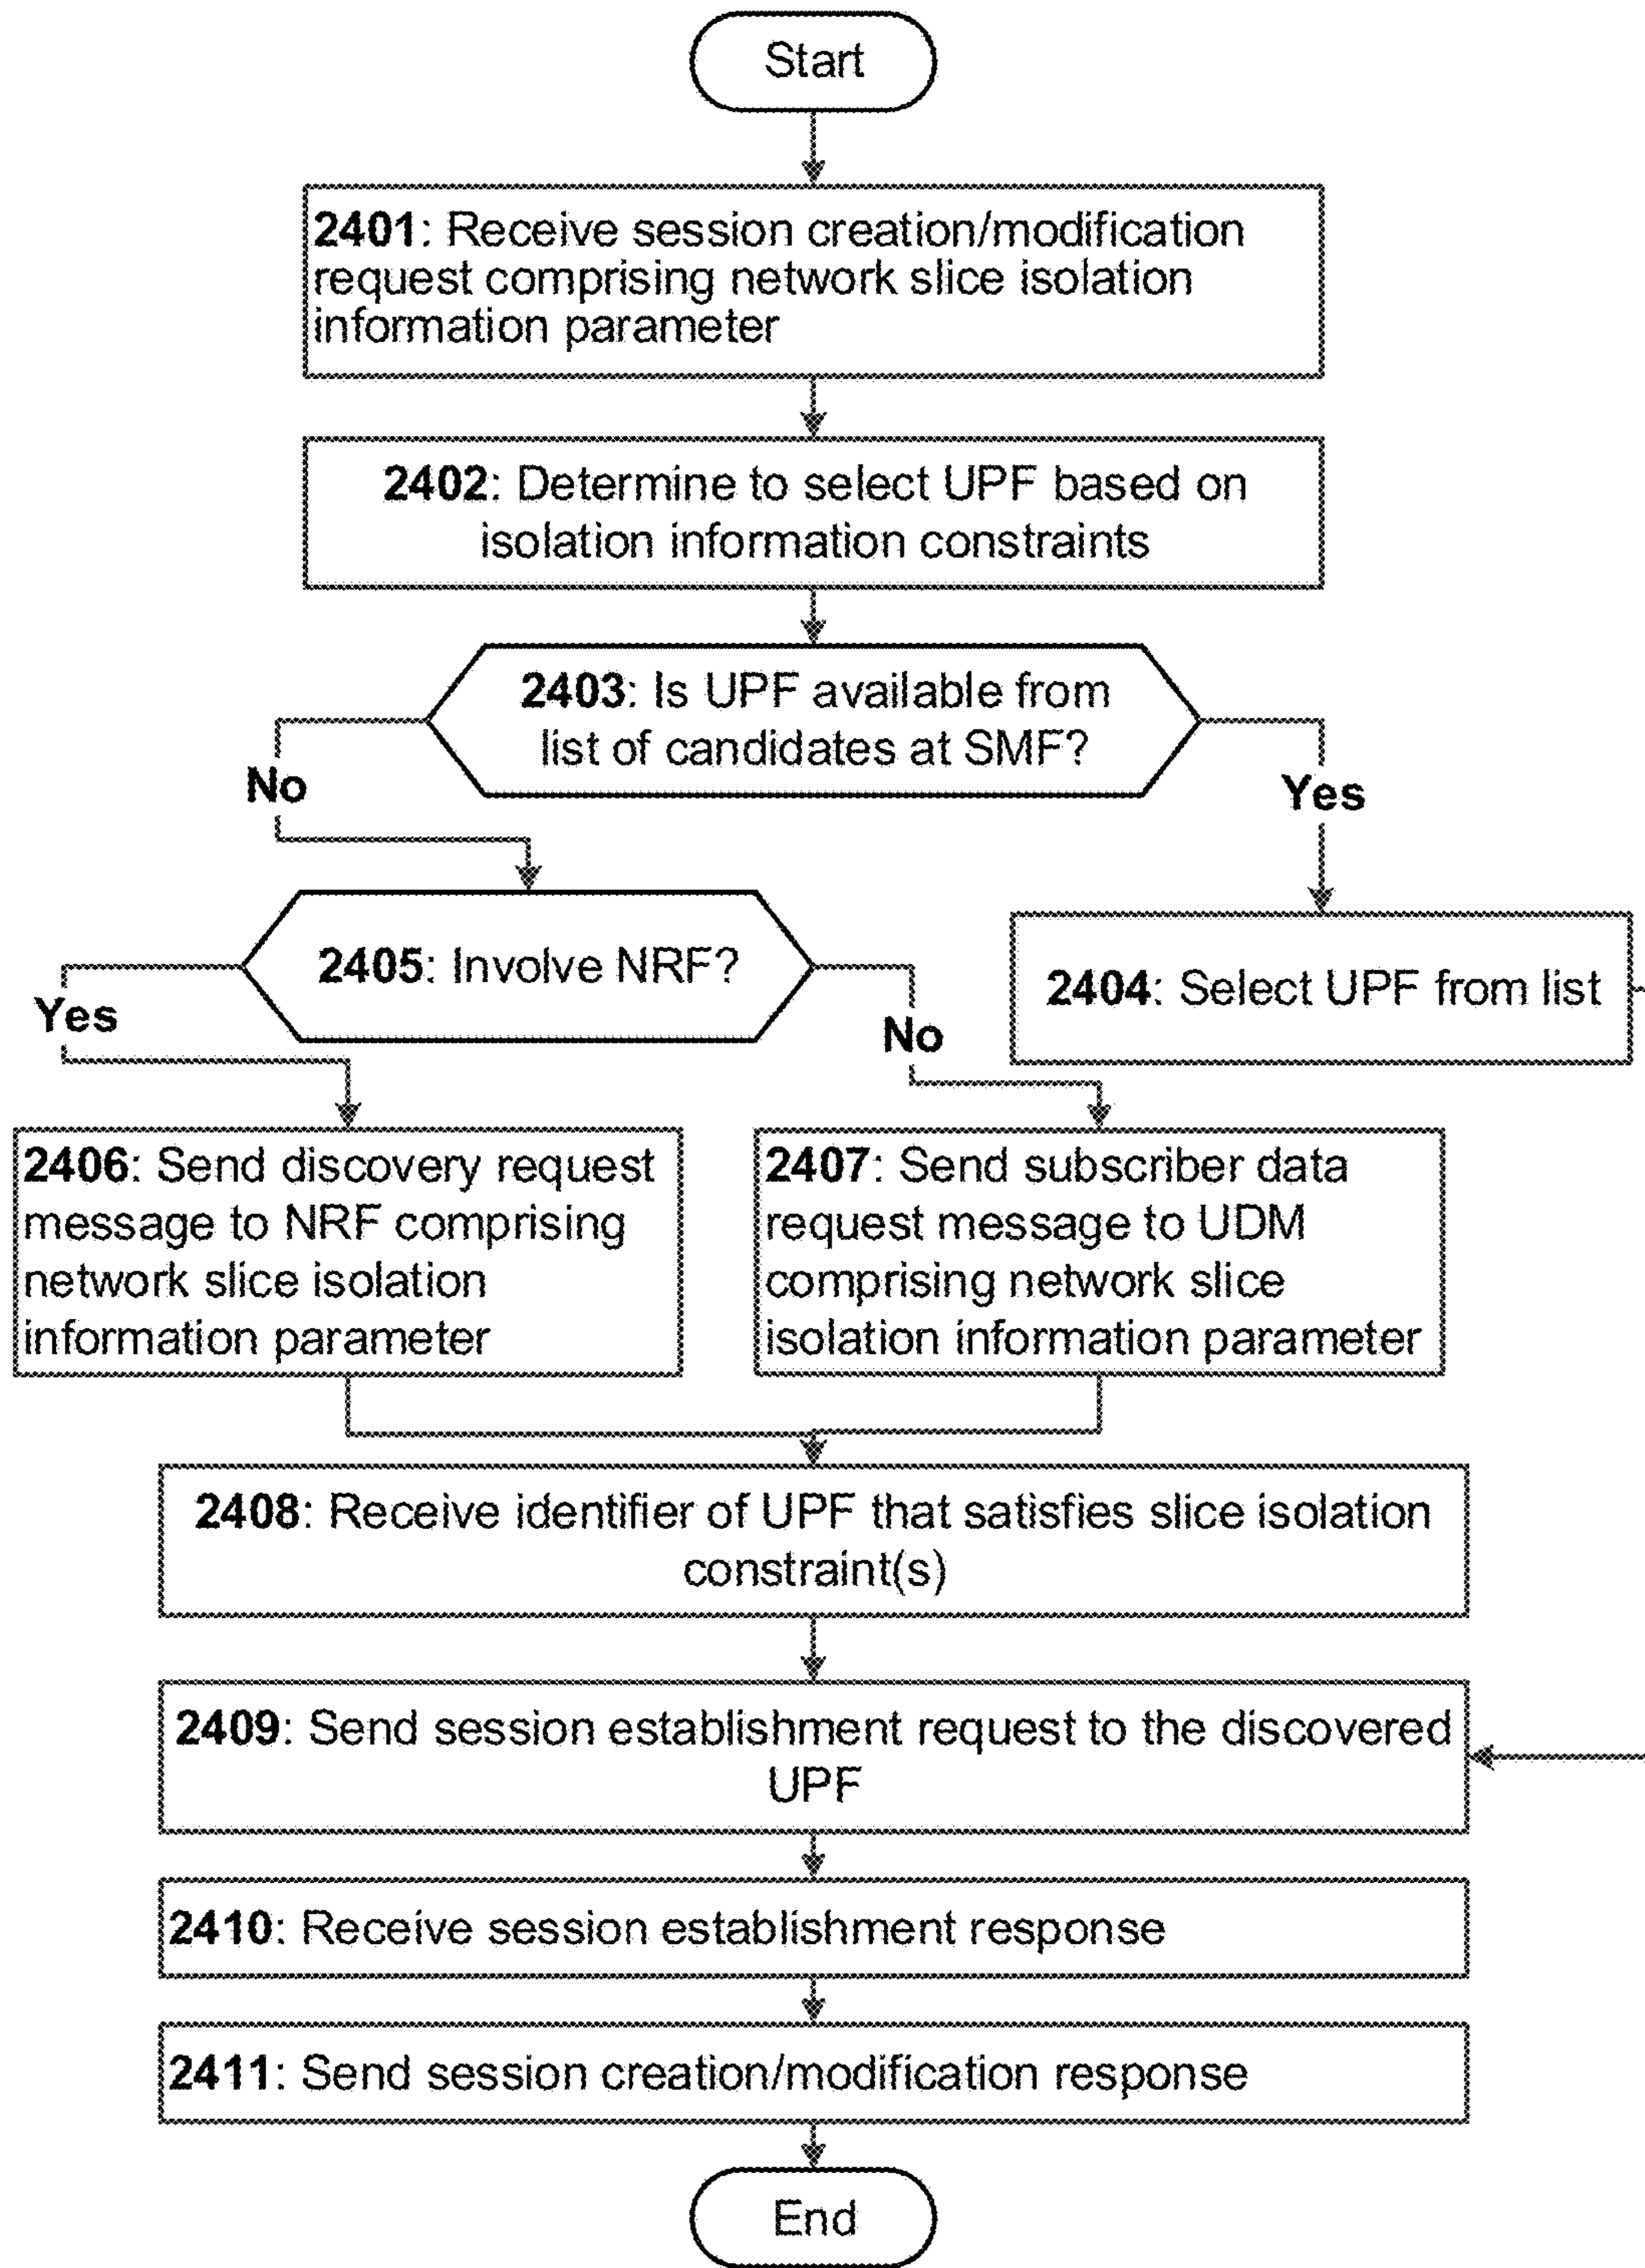 Start
2401: Receive session creation/modification
request comprising network slice isolation
information parameter
2402: Determine to select UPF based on
isolation information constraints
2403: Is UPF available from
list of candidates at SMF?
No
Yes
2405: Involve NRF?
2404: Select UPF from list
Yes
No
2406: Send discovery request
message to NRF comprising
network slice isolation
information parameter
2407: Send subscriber data
request message to UDM
comprising network slice
isolation information parameter
2408: Receive identifier of UPF that satisfies slice isolation
constraint(s)
2409: Send session establishment request to the discovered
UPF
2410: Receive session establishment response
2411: Send session creation/modification response
End